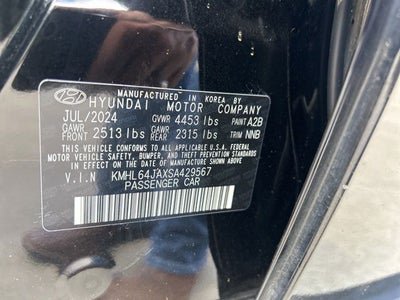 MANUFACTURED IN KOREA BY
HYUNDAI MOTOR COMPANY
JUL/2024 GVWR 4453 lbs PAINT A2B
GAWR FRONT 2513 lbs GAWR REAR 2315 lbs TRIM NNB
THIS VEHICLE CONFORMS TO ALL APPLICABLE U.S.A. FEDERAL
MOTOR VEHICLE SAFETY, BUMPER, AND THEFT PREVENTION STANDARDS
IN EFFECT ON THE DATE OF MANUFACTURE SHOWN ABOVE.
V.I.N KMHL64JAXSA429567
PASSENGER CAR